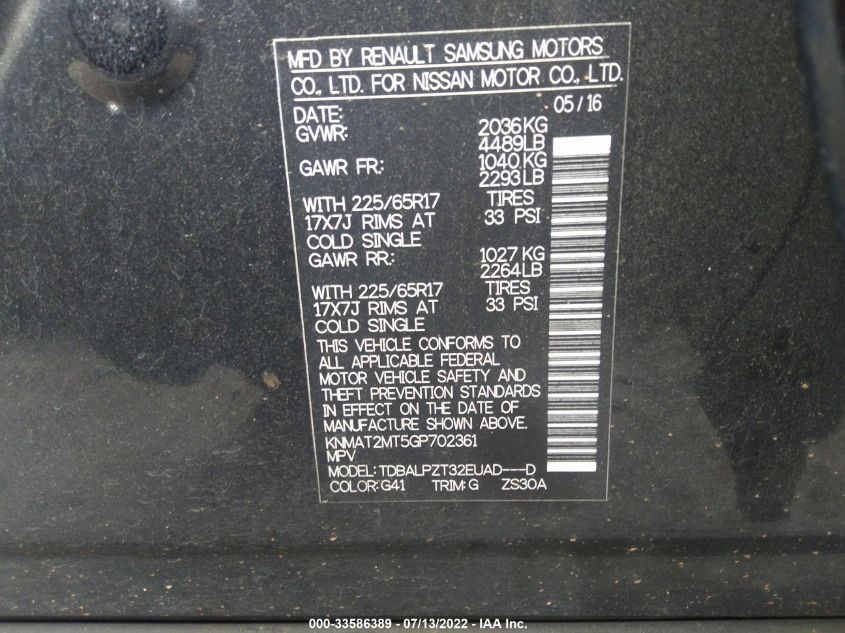 MFD BY RENAULT SAMSUNG MOTORS
CO., LTD. FOR NISSAN MOTOR CO., LTD.
DATE: 05/16
GVWR: 2036KG
4489LB
GAWR FR: 1040KG
2293LB
WITH 225/65R17 TIRES
17X7J RIMS AT 33 PSI
COLD SINGLE
GAWR RR: 1027 KG
2264LB
WITH 225/65R17 TIRES
17X7J RIMS AT 33 PSI
COLD SINGLE
THIS VEHICLE CONFORMS TO
ALL APPLICABLE FEDERAL
MOTOR VEHICLE SAFETY AND
THEFT PREVENTION STANDARDS
IN EFFECT ON THE DATE OF
MANUFACTURE SHOWN ABOVE.
KNMAT2MT5GP702361
MPV
MODEL: TDBALPZT32EUAD---D
COLOR: G41 TRIM: G ZS30A
000-33586389 - 07/13/2022 - IAA Inc.